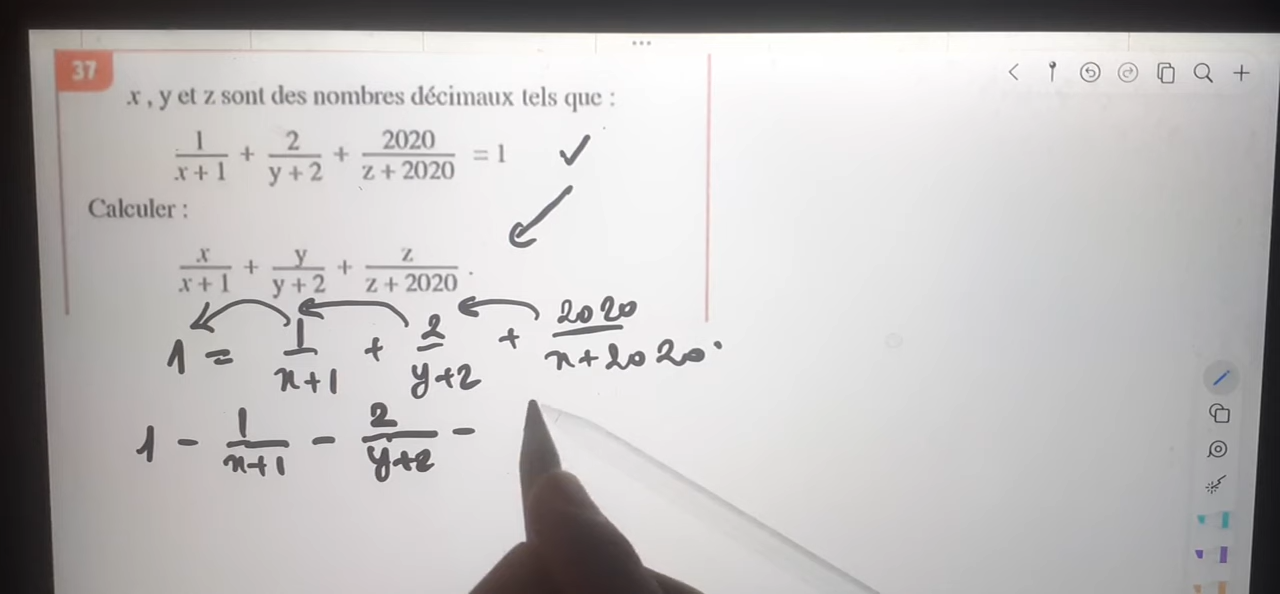 37
x, y et z sont des nombres décimaux tels que :
1/(x + 1) + 2/(y + 2) + 2020/(z + 2020) = 1
Calculer :
x/(x + 1) + y/(y + 2) + z/(z + 2020) .
1 = 1/(x+1) + 2/(y+2) + 2020/(x+2020) .
1 - 1/(x+1) - 2/(y+2) -